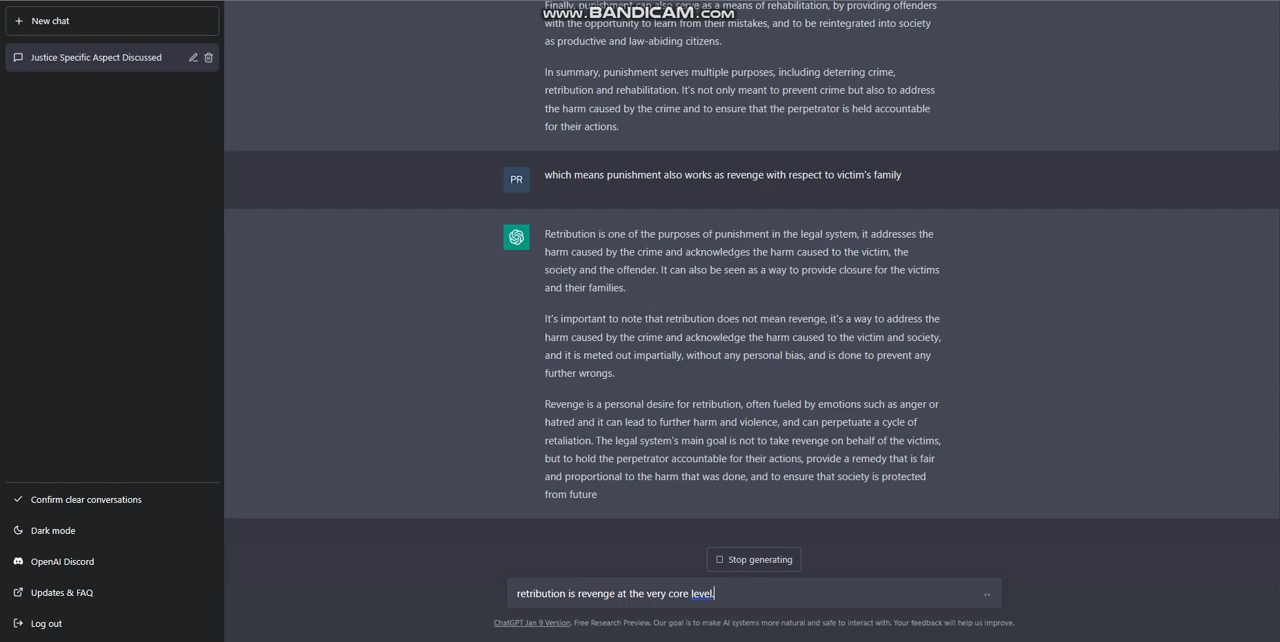 New chat
Justice Specific Aspect Discussed
Confirm clear conversations
Dark mode
OpenAI Discord
Updates & FAQ
Log out
www.BANDICAM.com
Finally, punishment can also serve as a means of rehabilitation, by providing offenders
with the opportunity to learn from their mistakes, and to be reintegrated into society
as productive and law-abiding citizens.
In summary, punishment serves multiple purposes, including deterring crime,
retribution and rehabilitation. It's not only meant to prevent crime but also to address
the harm caused by the crime and to ensure that the perpetrator is held accountable
for their actions.
PR
which means punishment also works as revenge with respect to victim's family
Retribution is one of the purposes of punishment in the legal system, it addresses the
harm caused by the crime and acknowledges the harm caused to the victim, the
society and the offender. It can also be seen as a way to provide closure for the victims
and their families.
It's important to note that retribution does not mean revenge, it's a way to address the
harm caused by the crime and acknowledge the harm caused to the victim and society,
and it is meted out impartially, without any personal bias, and is done to prevent any
further wrongs.
Revenge is a personal desire for retribution, often fueled by emotions such as anger or
hatred and it can lead to further harm and violence, and can perpetuate a cycle of
retaliation. The legal system's main goal is not to take revenge on behalf of the victims,
but to hold the perpetrator accountable for their actions, provide a remedy that is fair
and proportional to the harm that was done, and to ensure that society is protected
from future
Stop generating
retribution is revenge at the very core level.
ChatGPT Jan 9 Version. Free Research Preview. Our goal is to make AI systems more natural and safe to interact with. Your feedback will help us improve.